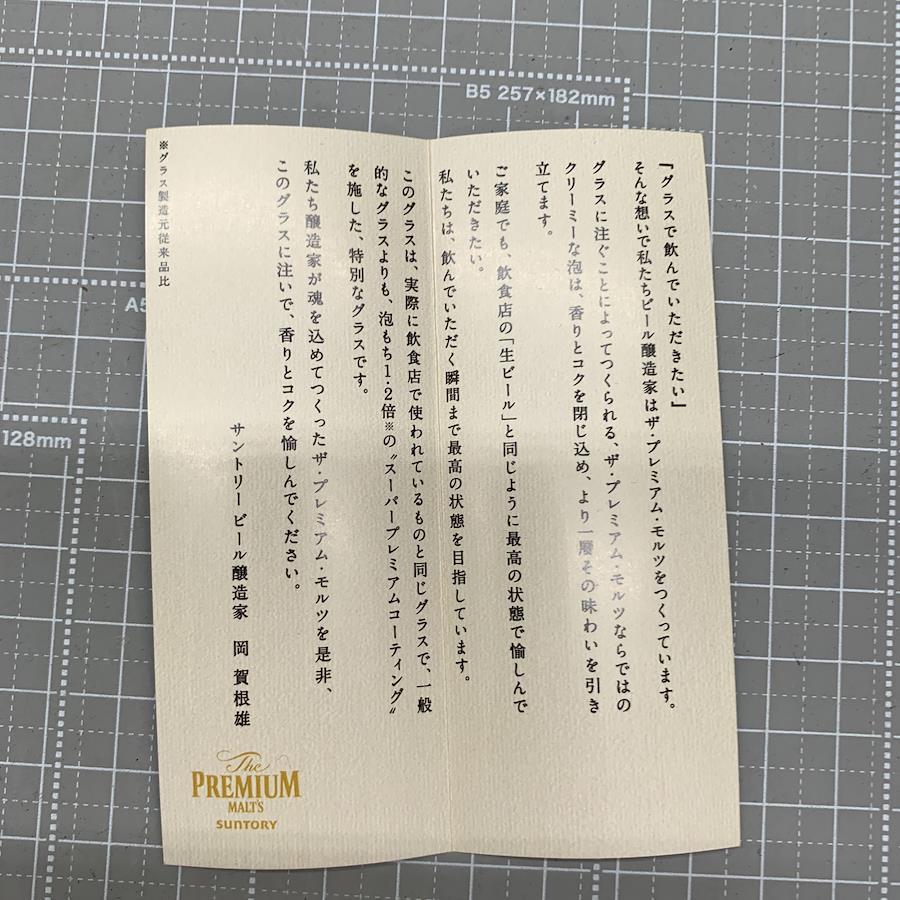 「グラスで飲んでいただきたい」
そんな想いで私たちビール醸造家はザ・プレミアム・モルツをつくっています。
グラスに注ぐことによってつくられる、ザ・プレミアム・モルツならではの
クリーミーな泡は、香りとコクを閉じ込め、より一層その味わいを引き
立てます。
ご家庭でも、飲食店の「生ビール」と同じように最高の状態で愉しんで
いただきたい。
私たちは、飲んでいただく瞬間まで最高の状態を目指しています。
このグラスは、実際に飲食店で使われているものと同じグラスで、一般
的なグラスよりも、泡もち1.2倍※の〝スーパープレミアムコーティング〟
を施した、特別なグラスです。
私たち醸造家が魂を込めてつくったザ・プレミアム・モルツを是非、
このグラスに注いで、香りとコクを愉しんでください。
サントリー ビール醸造家 岡 賀根雄
※グラス製造元従来品比
The
PREMIUM
MALT'S
SUNTORY
B5 257×182mm
A5
128mm